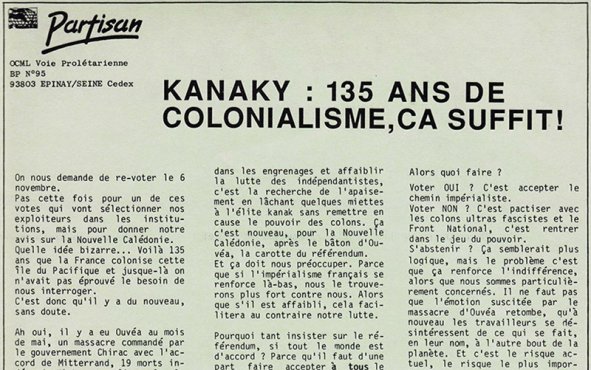 Partisan
OCML Voie Prolétarienne
BP N°95
93803 EPINAY/SEINE Cedex
KANAKY : 135 ANS DE
COLONIALISME,CA SUFFIT!
On nous demande de re-voter le 6
novembre.
Pas cette fois pour un de ces
votes qui vont sélectionner nos
exploiteurs dans les institu-
tions, mais pour donner notre
avis sur la Nouvelle Calédonie.
Quelle idée bizarre... Voilà 135
ans que la France colonise cette
île du Pacifique et jusque-là on
n'avait pas éprouvé le besoin de
nous interroger.
C'est donc qu'il y a du nouveau,
sans doute.
Ah oui, il y a eu Ouvéa au mois
de mai, un massacre commandé par
le gouvernement Chirac avec l'ac-
cord de Mitterrand, 19 morts in-
dans les engrenages et affaiblir
la lutte des indépendantistes,
c'est la recherche de l'apaise-
ment en lâchant quelques miettes
à l'élite kanak sans remettre en
cause le pouvoir des colons. Ça
c'est nouveau, pour la Nouvelle
Calédonie, après le bâton d'Ou-
véa, la carotte du référendum.
Et ça doit nous préoccuper. Parce
que si l'impérialisme français se
renforce là-bas, nous le trouve-
rons plus fort contre nous. Alors
que s'il est affaibli, cela faci-
litera au contraire notre lutte.
Pourquoi tant insister sur le ré-
férendum, si tout le monde est
d'accord ? Parce qu'il faut d'une
part faire accepter à tous le
Alors quoi faire ?
Voter OUI ? C'est accepter le
chemin impérialiste.
Voter NON ? C'est pactiser avec
les colons ultras fascistes et le
Front National, c'est rentrer
dans le jeu du pouvoir.
S'abstenir ? Ça semblerait plus
logique, mais le problème c'est
que ça renforce l'indifférence,
alors que nous sommes particuliè-
rement concernés. Il ne faut pas
que l'émotion suscitée par le
massacre d'Ouvéa retombe, qu'à
nouveau les travailleurs se dé-
sintéressent de ce qui se fait,
en leur nom, à l'autre bout de la
planète. Et c'est le risque ac-
tuel, le risque le plus impor-